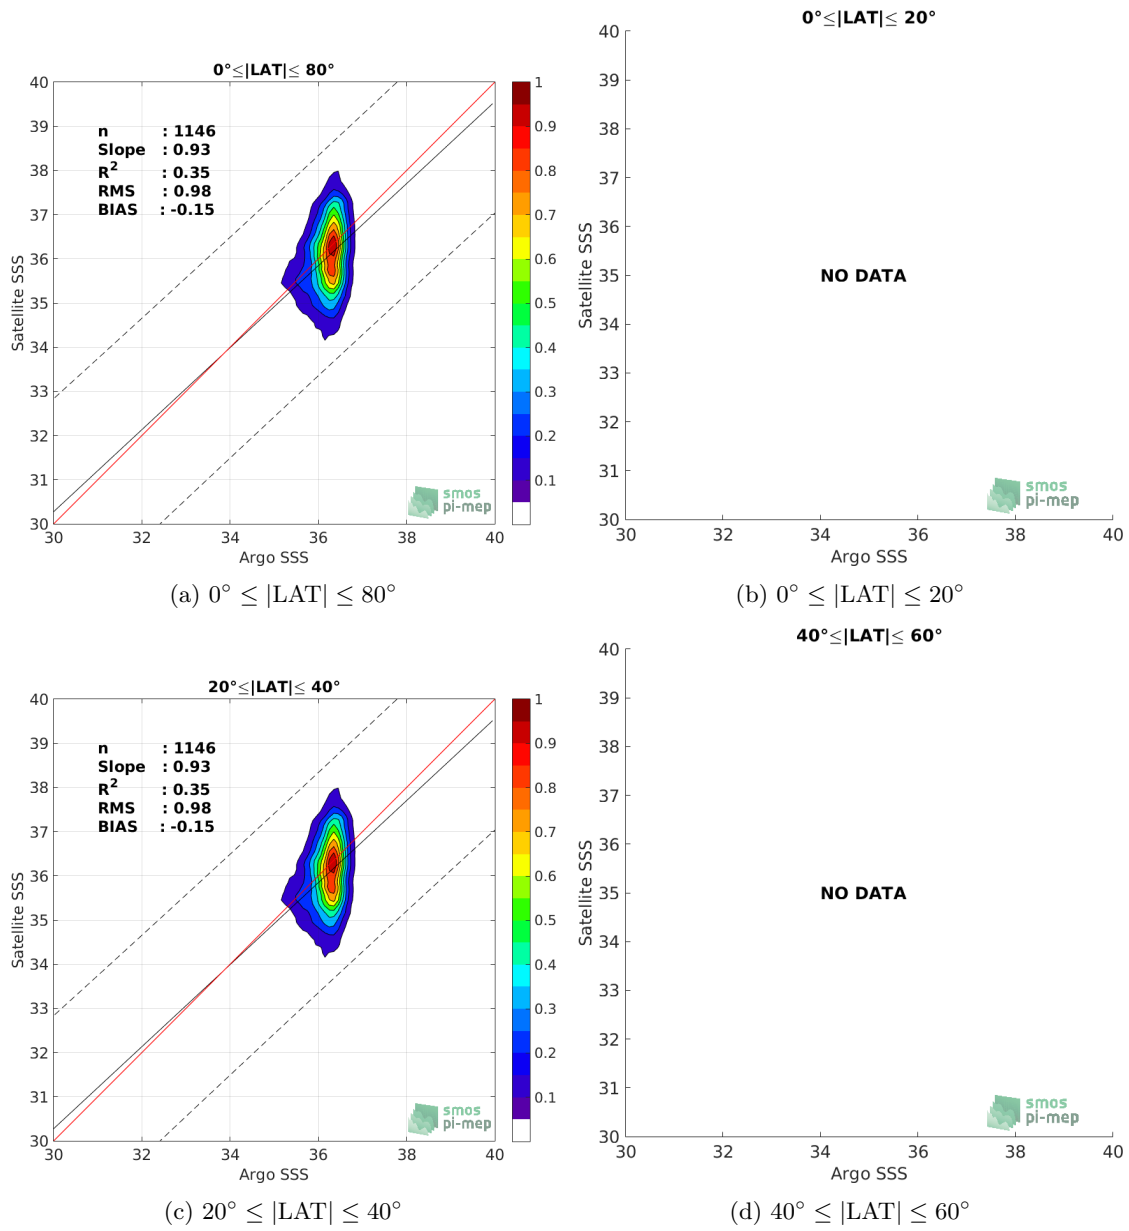 0°≤|LAT|≤ 80°
40
39
38
37
36
35
34
33
32
31
30
Satellite SSS
n : 1146
Slope : 0.93
R² : 0.35
RMS : 0.98
BIAS : -0.15
smos
pi-mep
30 32 34 36 38 40
Argo SSS
1
0.9
0.8
0.7
0.6
0.5
0.4
0.3
0.2
0.1
(a) 0° ≤ |LAT| ≤ 80°
0°≤|LAT|≤ 20°
40
39
38
37
36
35
34
33
32
31
30
Satellite SSS
NO DATA
smos
pi-mep
30 32 34 36 38 40
Argo SSS
(b) 0° ≤ |LAT| ≤ 20°
20°≤|LAT|≤ 40°
40
39
38
37
36
35
34
33
32
31
30
Satellite SSS
n : 1146
Slope : 0.93
R² : 0.35
RMS : 0.98
BIAS : -0.15
smos
pi-mep
30 32 34 36 38 40
Argo SSS
1
0.9
0.8
0.7
0.6
0.5
0.4
0.3
0.2
0.1
(c) 20° ≤ |LAT| ≤ 40°
40°≤|LAT|≤ 60°
40
39
38
37
36
35
34
33
32
31
30
Satellite SSS
NO DATA
smos
pi-mep
30 32 34 36 38 40
Argo SSS
(d) 40° ≤ |LAT| ≤ 60°